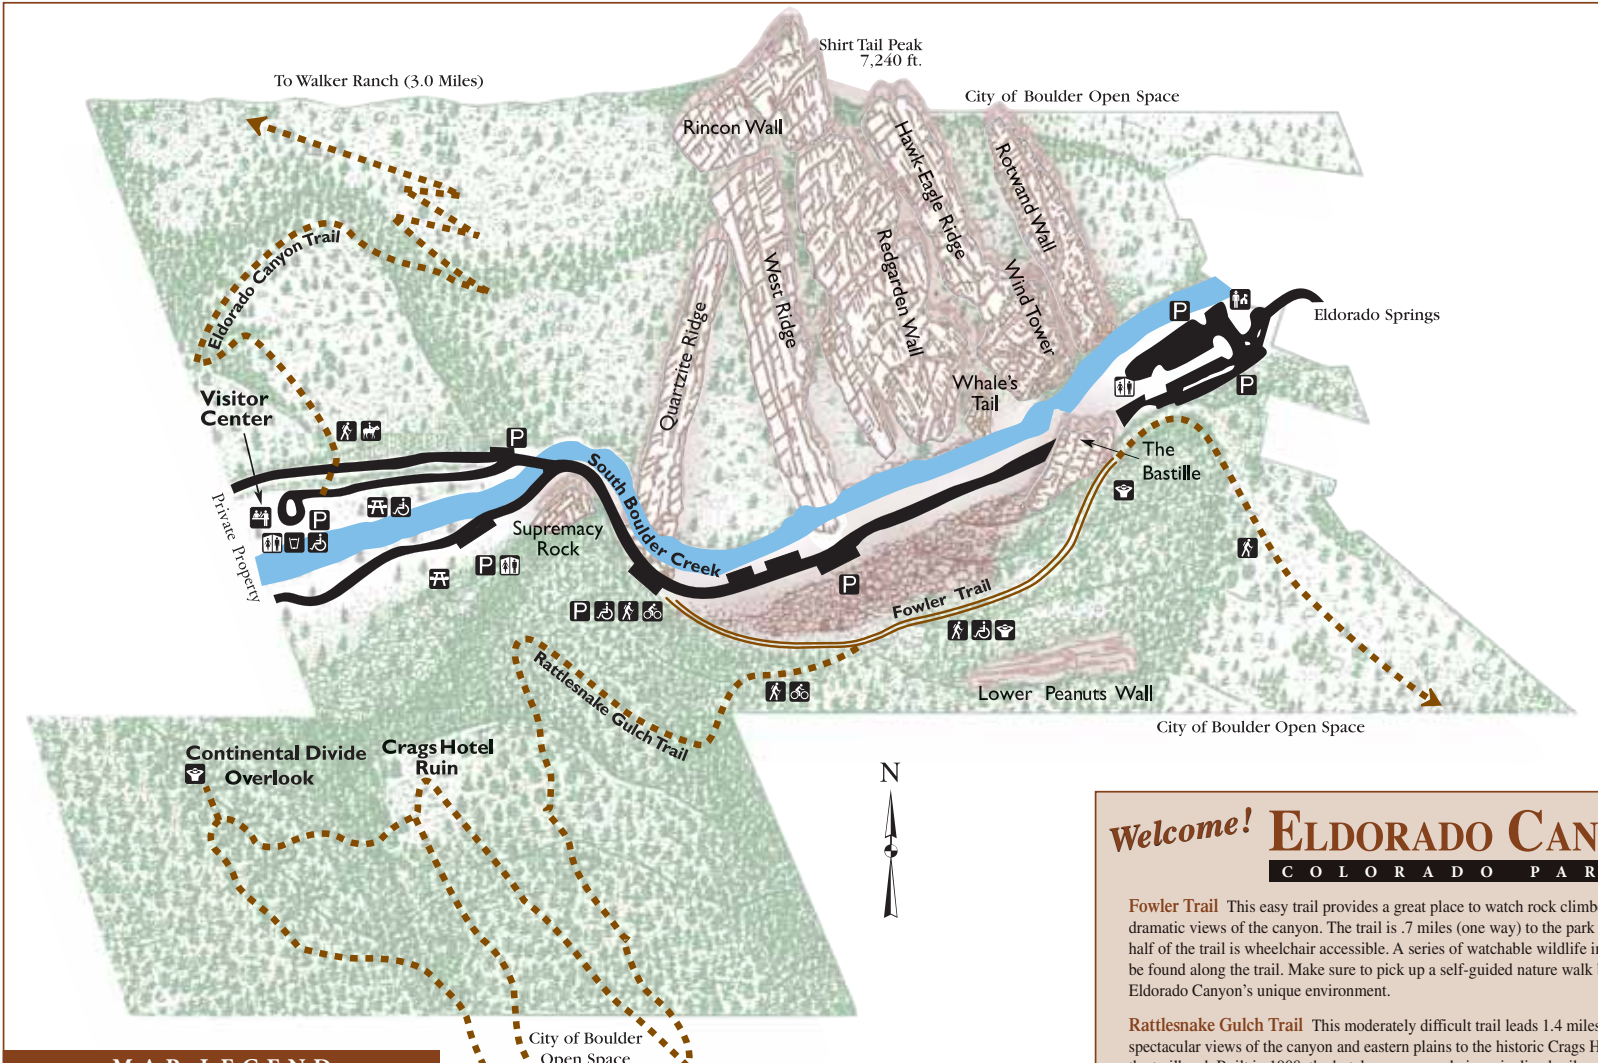 Shirt Tail Peak
7,240 ft.
To Walker Ranch (3.0 Miles)
City of Boulder Open Space
Rincon Wall
Hawk-Eagle Ridge
Rotwand Wall
Eldorado Canyon Trail
Redgarden Wall
West Ridge
Wind Tower
Quartzite Ridge
Eldorado Springs
P
P
Whale's
Tail
Visitor
Center
P
The
Bastille
South Boulder Creek
Private Property
P
Supremacy
Rock
P
P
P
Fowler Trail
Rattlesnake Gulch Trail
Lower Peanuts Wall
City of Boulder Open Space
Continental Divide
Overlook
Crags Hotel
Ruin
N
Welcome! ELDORADO CAN
COLORADO PAR
Fowler Trail This easy trail provides a great place to watch rock climbe
dramatic views of the canyon. The trail is .7 miles (one way) to the park
half of the trail is wheelchair accessible. A series of watchable wildlife in
be found along the trail. Make sure to pick up a self-guided nature walk
Eldorado Canyon's unique environment.
Rattlesnake Gulch Trail This moderately difficult trail leads 1.4 miles
spectacular views of the canyon and eastern plains to the historic Crags H
City of Boulder
Open Space
MAP LEGEND